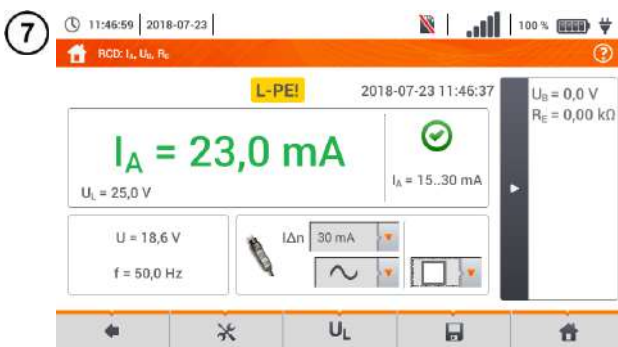 7
11:46:59 2018-07-23 100 %
RCD: IA, UB, RE
L-PE! 2018-07-23 11:46:37
UB = 0,0 V
RE = 0,00 kΩ
IA = 23,0 mA
IA = 15..30 mA
UL = 25,0 V
U = 18,6 V
IΔn 30 mA
f = 50,0 Hz
UL